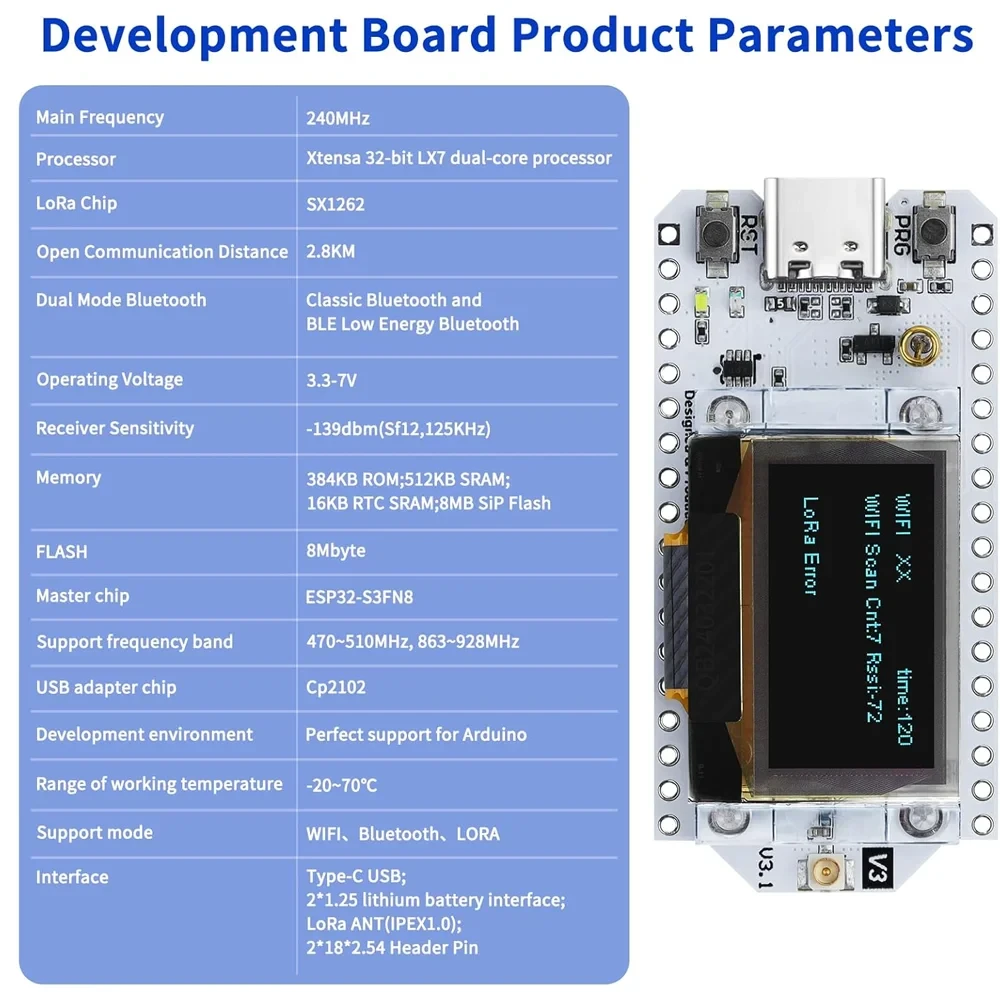 Development Board Product Parameters
Main Frequency 240MHz
Processor Xtensa 32-bit LX7 dual-core processor
LoRa Chip SX1262
Open Communication Distance 2.8KM
Dual Mode Bluetooth Classic Bluetooth and
BLE Low Energy Bluetooth
Operating Voltage 3.3-7V
Receiver Sensitivity -139dbm(Sf12,125KHz)
Memory 384KB ROM;512KB SRAM;
16KB RTC SRAM;8MB SiP Flash
FLASH 8Mbyte
Master chip ESP32-S3FN8
Support frequency band 470~510MHz, 863~928MHz
USB adapter chip Cp2102
Development environment Perfect support for Arduino
Range of working temperature -20~70℃
Support mode WIFI、Bluetooth、LORA
Interface Type-C USB;
2*1.25 lithium battery interface;
LoRa ANT(IPEX1.0);
2*18*2.54 Header Pin
RST
PRG
WIFI XX time:120
WIFI Scan Cnt:7 Rssi:-72
LoRa Error
V3.1
V3